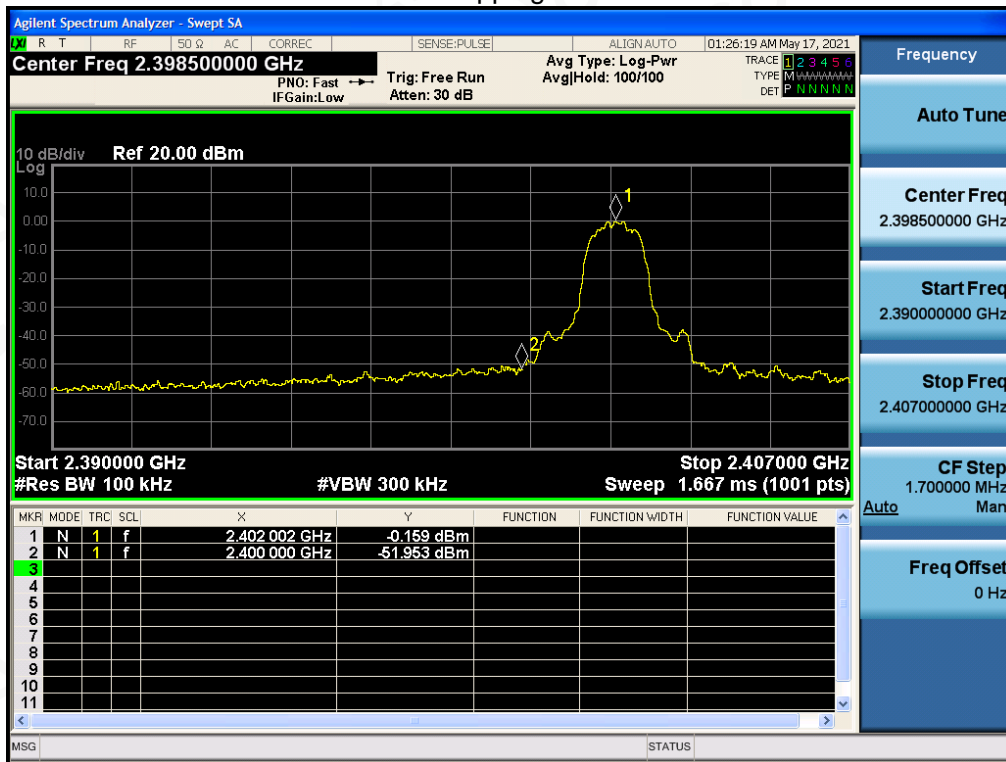 pping
Agilent Spectrum Analyzer - Swept SA
LXI R T RF 50 Ω AC CORREC SENSE:PULSE ALIGN AUTO 01:26:19 AM May 17, 2021
Center Freq 2.398500000 GHz
PNO: Fast
IFGain:Low
Trig: Free Run
Atten: 30 dB
Avg Type: Log-Pwr
Avg|Hold: 100/100
TRACE 1 2 3 4 5 6
TYPE M WWWWW
DET P N N N N N
10 dB/div Ref 20.00 dBm
Log
10.0
0.00
-10.0
-20.0
-30.0
-40.0
-50.0
-60.0
-70.0
1
2
Start 2.390000 GHz Stop 2.407000 GHz
#Res BW 100 kHz #VBW 300 kHz Sweep 1.667 ms (1001 pts)
MKR MODE TRC SCL X Y FUNCTION FUNCTION WIDTH FUNCTION VALUE
1 N 1 f 2.402 002 GHz -0.159 dBm
2 N 1 f 2.400 000 GHz -51.953 dBm
3
4
5
6
7
8
9
10
11
MSG STATUS
Frequency
Auto Tune
Center Freq
2.398500000 GHz
Start Freq
2.390000000 GHz
Stop Freq
2.407000000 GHz
CF Step
1.700000 MHz
Auto Man
Freq Offset
0 Hz